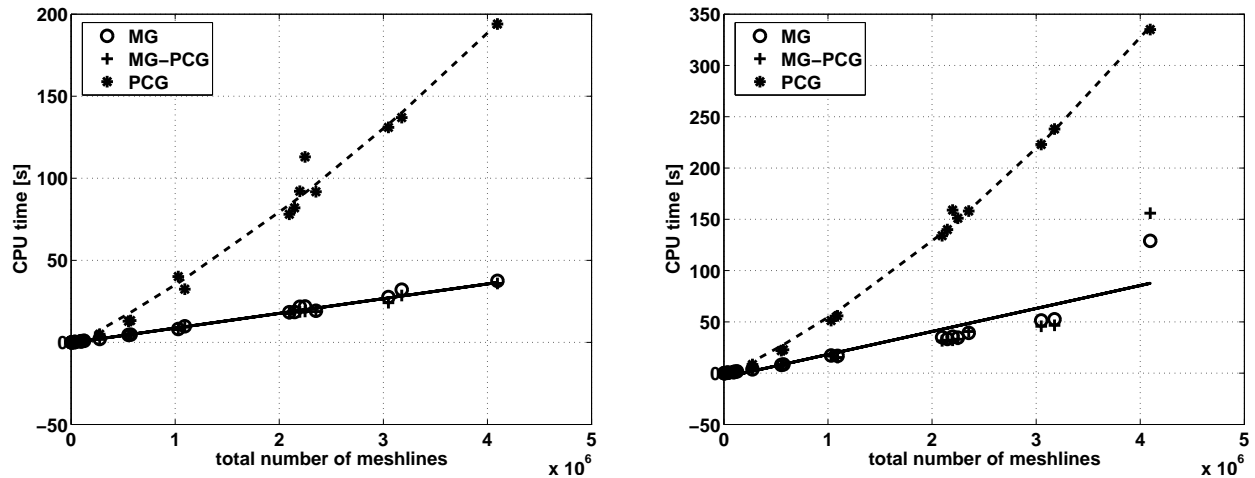 200
150
100
50
0
−50
CPU time [s]
MG
MG−PCG
PCG
0 1 2 3 4 5
total number of meshlines
x 10^6
350
300
250
200
150
100
50
0
−50
CPU time [s]
MG
MG−PCG
PCG
0 1 2 3 4 5
total number of meshlines
x 10^6